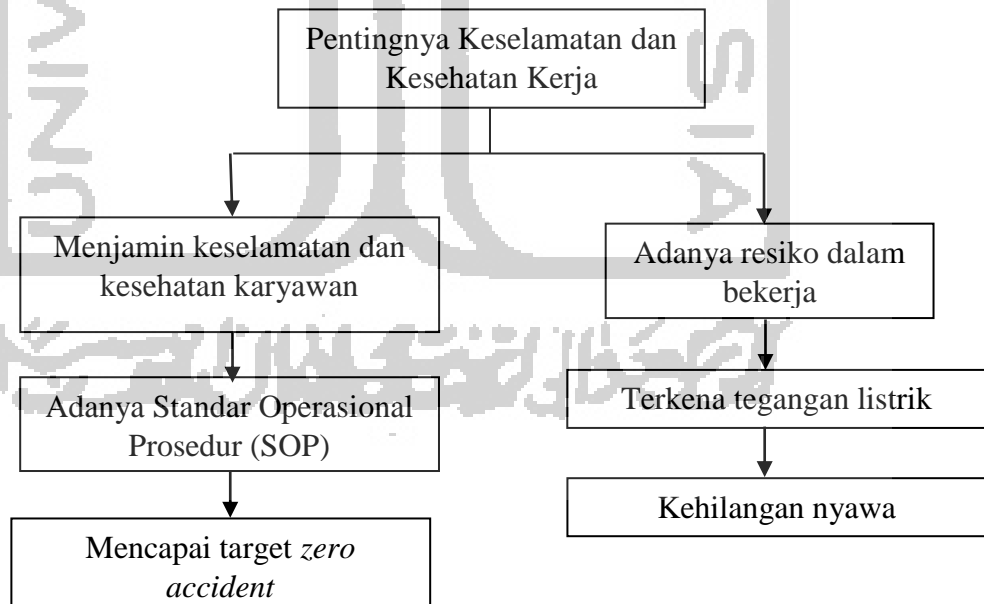 Pentingnya Keselamatan dan
Kesehatan Kerja
Menjamin keselamatan dan
kesehatan karyawan
Adanya resiko dalam
bekerja
Adanya Standar Operasional
Prosedur (SOP)
Terkena tegangan listrik
Mencapai target zero
accident
Kehilangan nyawa